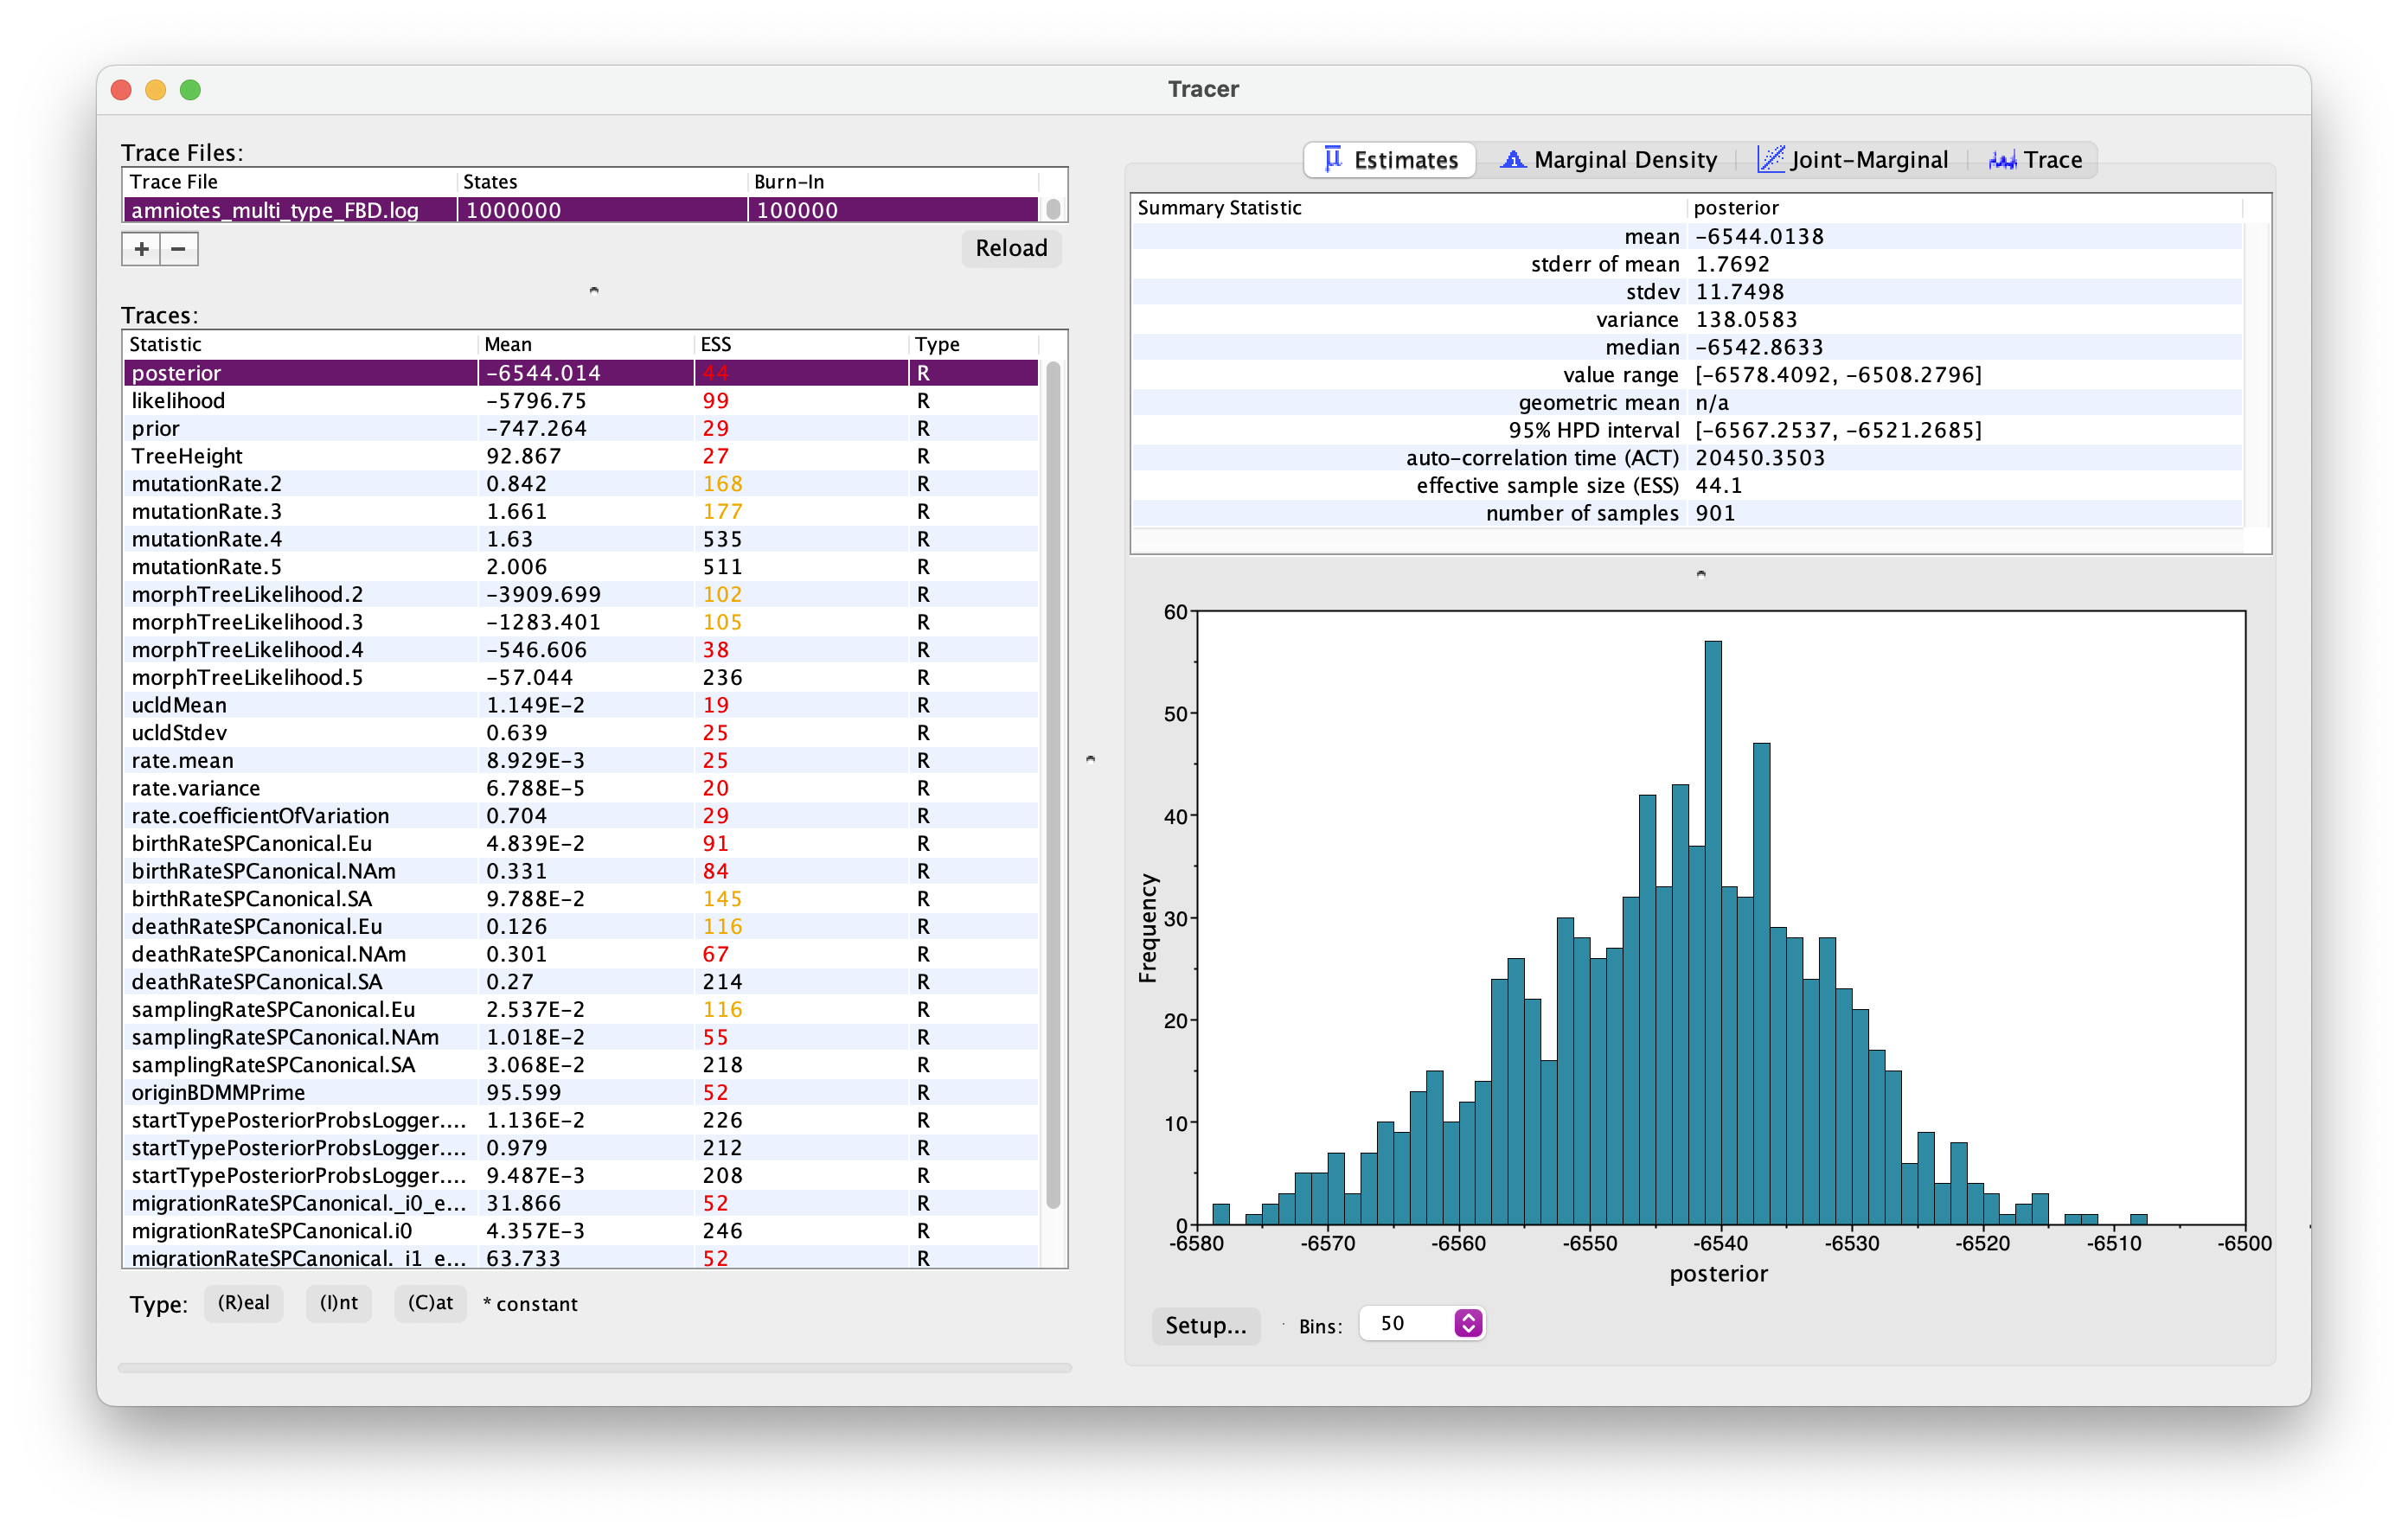 Tracer
Trace Files:
Trace File States Burn-In
amniotes_multi_type_FBD.log 1000000 100000
+ − Reload
Traces:
Statistic Mean ESS Type
posterior -6544.014 44 R
likelihood -5796.75 99 R
prior -747.264 29 R
TreeHeight 92.867 27 R
mutationRate.2 0.842 168 R
mutationRate.3 1.661 177 R
mutationRate.4 1.63 535 R
mutationRate.5 2.006 511 R
morphTreeLikelihood.2 -3909.699 102 R
morphTreeLikelihood.3 -1283.401 105 R
morphTreeLikelihood.4 -546.606 38 R
morphTreeLikelihood.5 -57.044 236 R
ucldMean 1.149E-2 19 R
ucldStdev 0.639 25 R
rate.mean 8.929E-3 25 R
rate.variance 6.788E-5 20 R
rate.coefficientOfVariation 0.704 29 R
birthRateSPCanonical.Eu 4.839E-2 91 R
birthRateSPCanonical.NAm 0.331 84 R
birthRateSPCanonical.SA 9.788E-2 145 R
deathRateSPCanonical.Eu 0.126 116 R
deathRateSPCanonical.NAm 0.301 67 R
deathRateSPCanonical.SA 0.27 214 R
samplingRateSPCanonical.Eu 2.537E-2 116 R
samplingRateSPCanonical.NAm 1.018E-2 55 R
samplingRateSPCanonical.SA 3.068E-2 218 R
originBDMMPrime 95.599 52 R
startTypePosteriorProbsLogger.... 1.136E-2 226 R
startTypePosteriorProbsLogger.... 0.979 212 R
startTypePosteriorProbsLogger.... 9.487E-3 208 R
migrationRateSPCanonical._i0_e... 31.866 52 R
migrationRateSPCanonical.i0 4.357E-3 246 R
migrationRateSPCanonical._i1_e... 63.733 52 R
Type: (R)eal (I)nt (C)at * constant
Estimates Marginal Density Joint-Marginal Trace
Summary Statistic posterior
mean -6544.0138
stderr of mean 1.7692
stdev 11.7498
variance 138.0583
median -6542.8633
value range [-6578.4092, -6508.2796]
geometric mean n/a
95% HPD interval [-6567.2537, -6521.2685]
auto-correlation time (ACT) 20450.3503
effective sample size (ESS) 44.1
number of samples 901
60
50
40
30
20
10
0
Frequency
-6580 -6570 -6560 -6550 -6540 -6530 -6520 -6510 -6500
posterior
Setup... Bins: 50